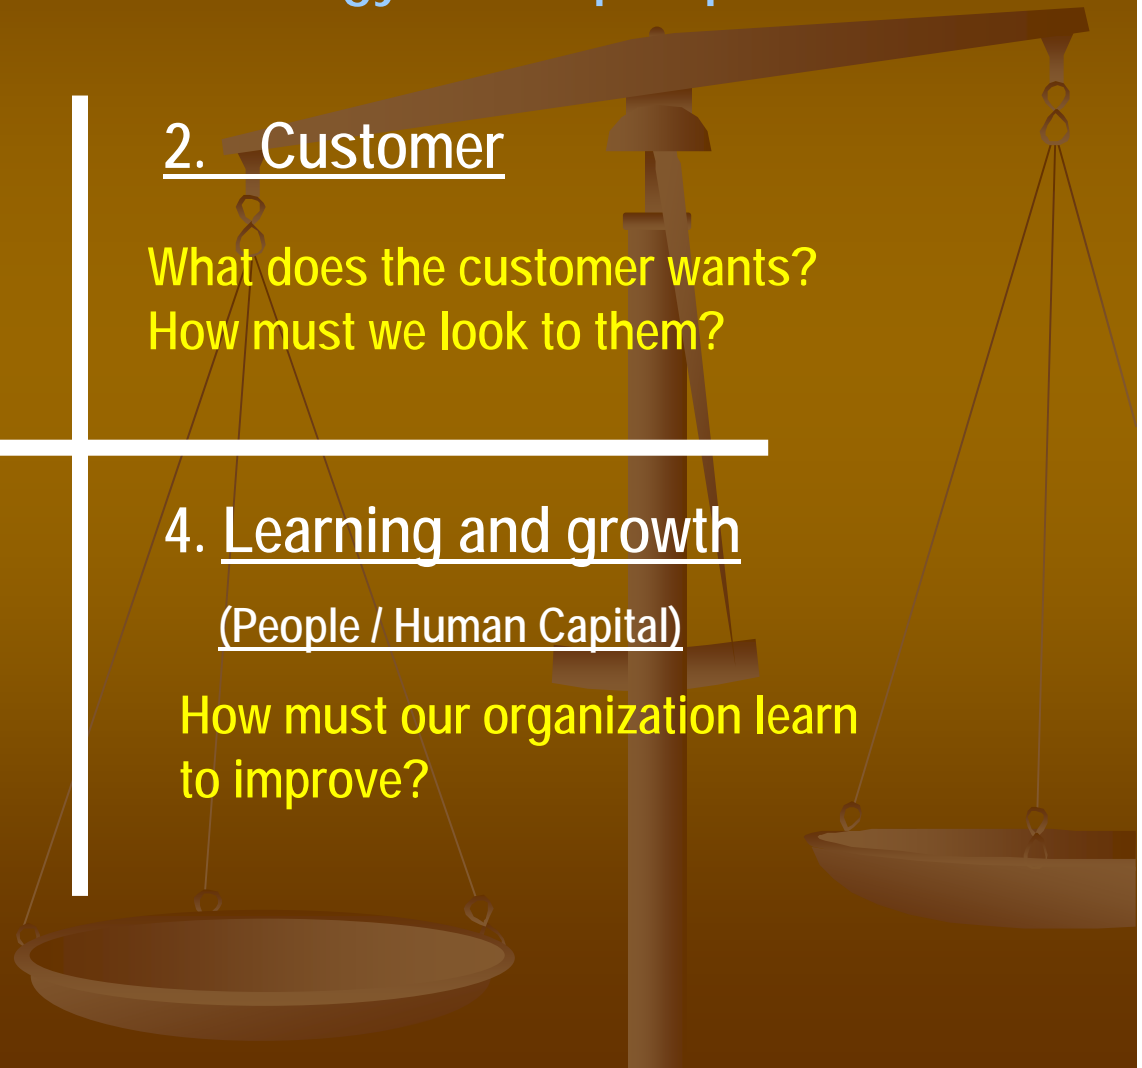 2. Customer
What does the customer wants?
How must we look to them?
4. Learning and growth
(People / Human Capital)
How must our organization learn
to improve?